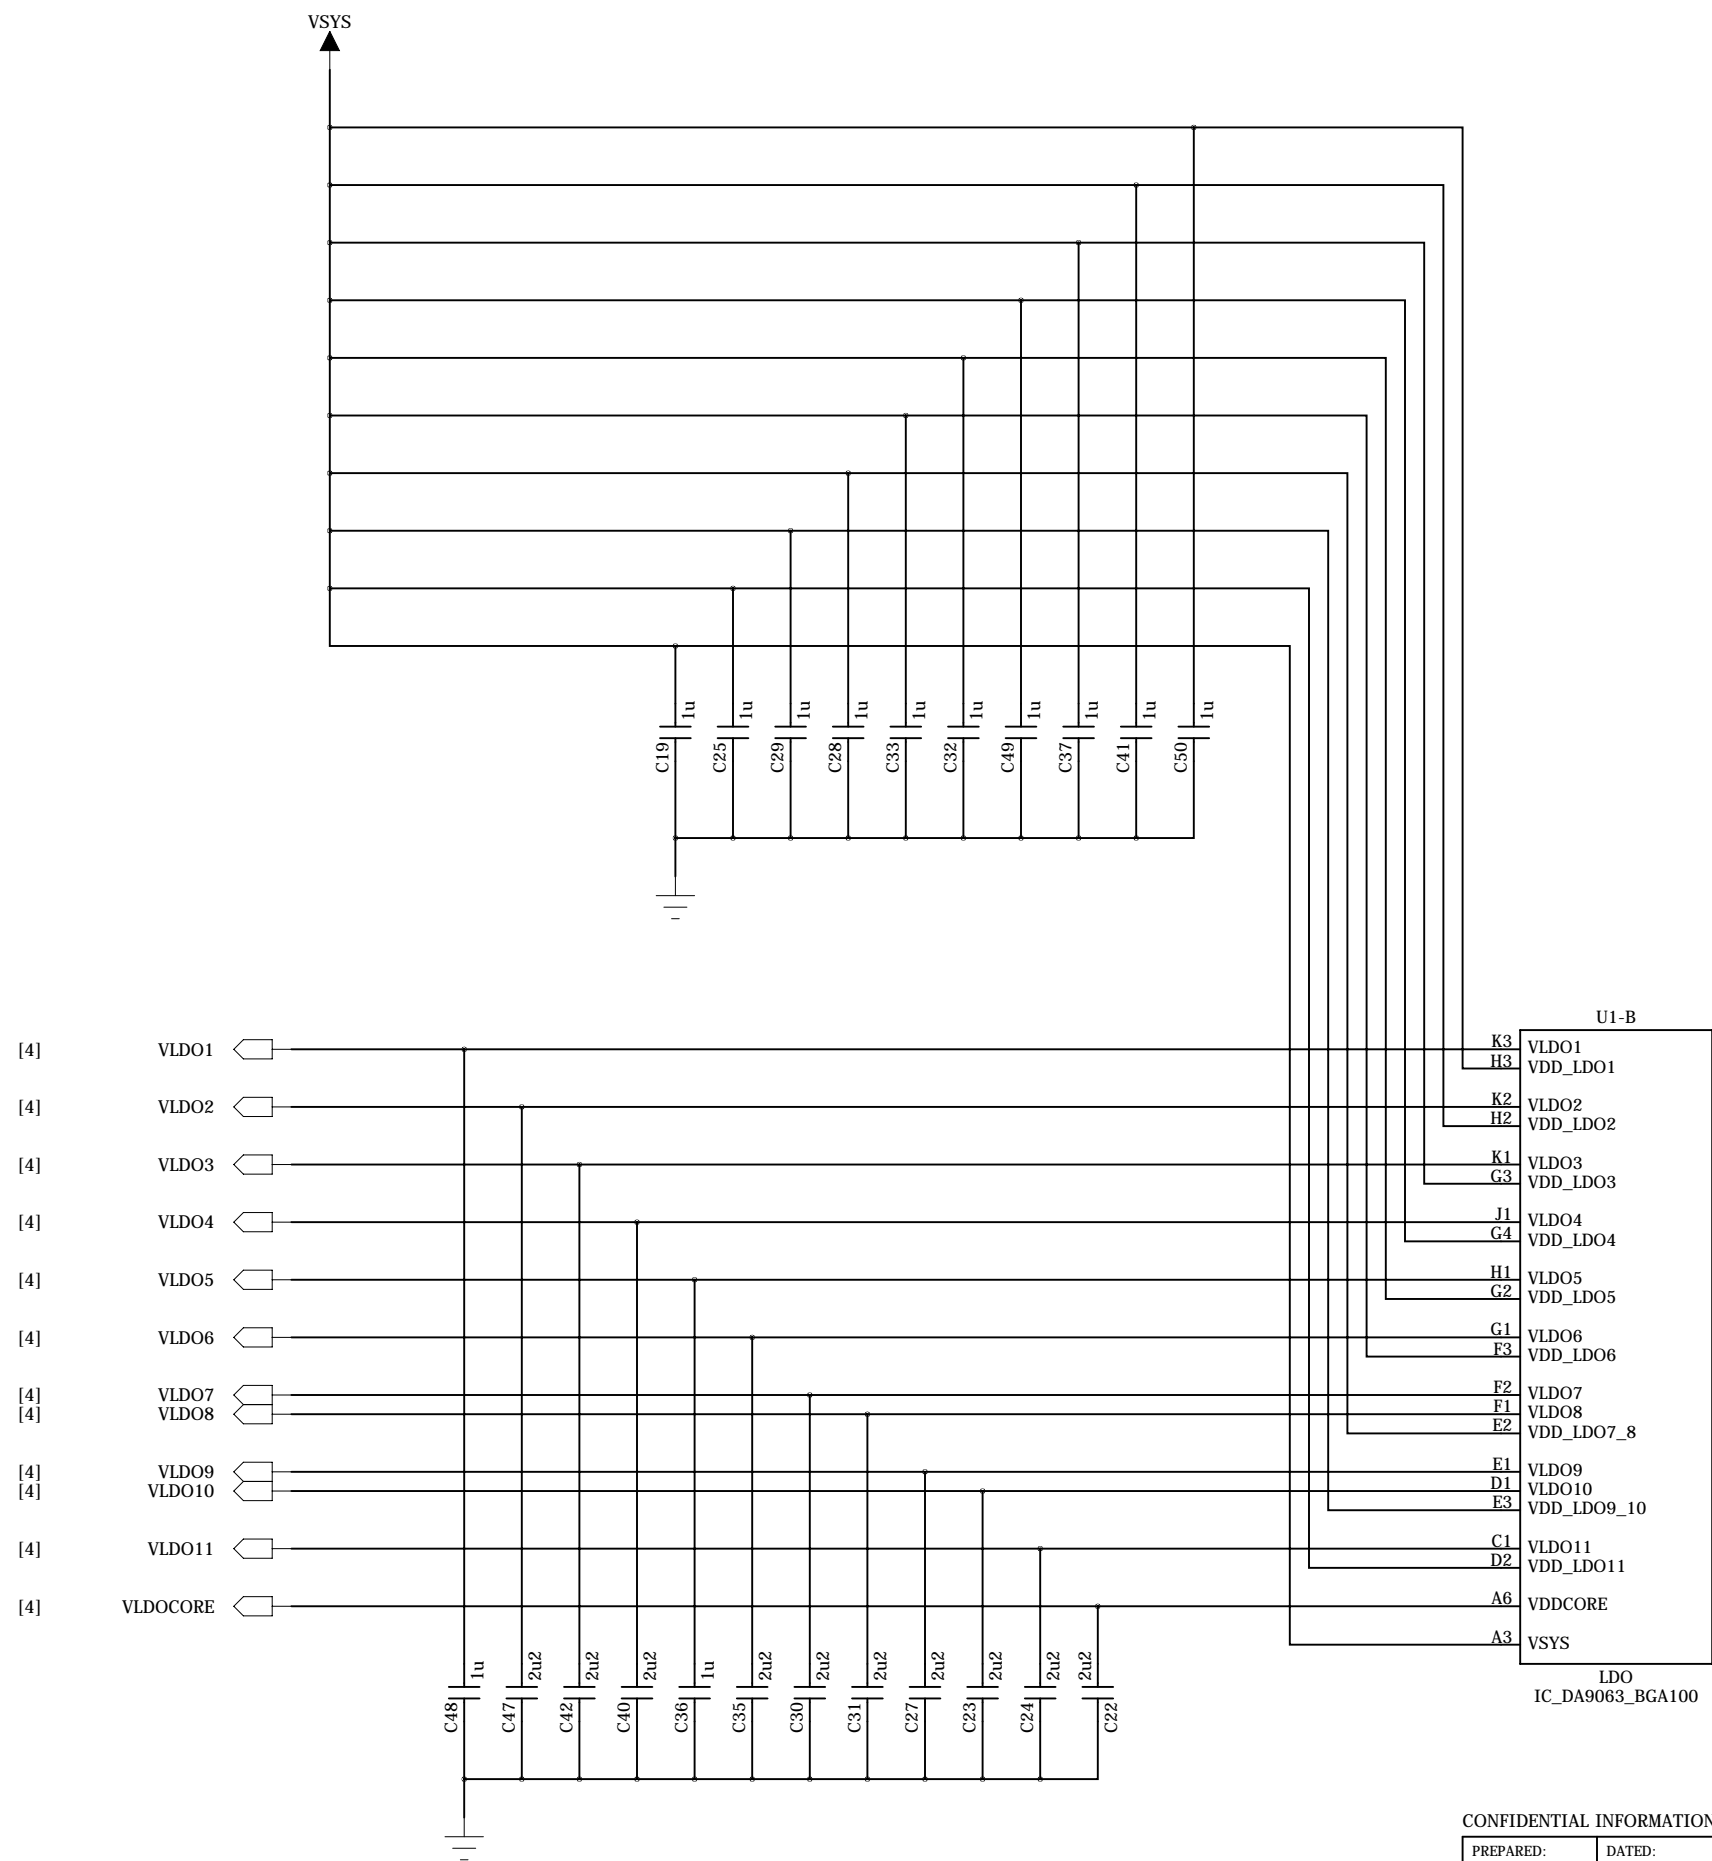 VSYS
1u 1u 1u 1u 1u 1u 1u 1u 1u 1u
C19 C25 C29 C28 C33 C32 C49 C37 C41 C50
U1-B
[4] VLDO1 K3 VLDO1
H3 VDD_LDO1
[4] VLDO2 K2 VLDO2
H2 VDD_LDO2
[4] VLDO3 K1 VLDO3
G3 VDD_LDO3
[4] VLDO4 J1 VLDO4
G4 VDD_LDO4
[4] VLDO5 H1 VLDO5
G2 VDD_LDO5
[4] VLDO6 G1 VLDO6
F3 VDD_LDO6
[4] VLDO7 F2 VLDO7
[4] VLDO8 F1 VLDO8
E2 VDD_LDO7_8
[4] VLDO9 E1 VLDO9
[4] VLDO10 D1 VLDO10
E3 VDD_LDO9_10
[4] VLDO11 C1 VLDO11
D2 VDD_LDO11
[4] VLDOCORE A6 VDDCORE
A3 VSYS
1u 2u2 2u2 2u2 1u 2u2 2u2 2u2 2u2 2u2 2u2 2u2
C48 C47 C42 C40 C36 C35 C30 C31 C27 C23 C24 C22
LDO
IC_DA9063_BGA100
CONFIDENTIAL INFORMATION
PREPARED: DATED: